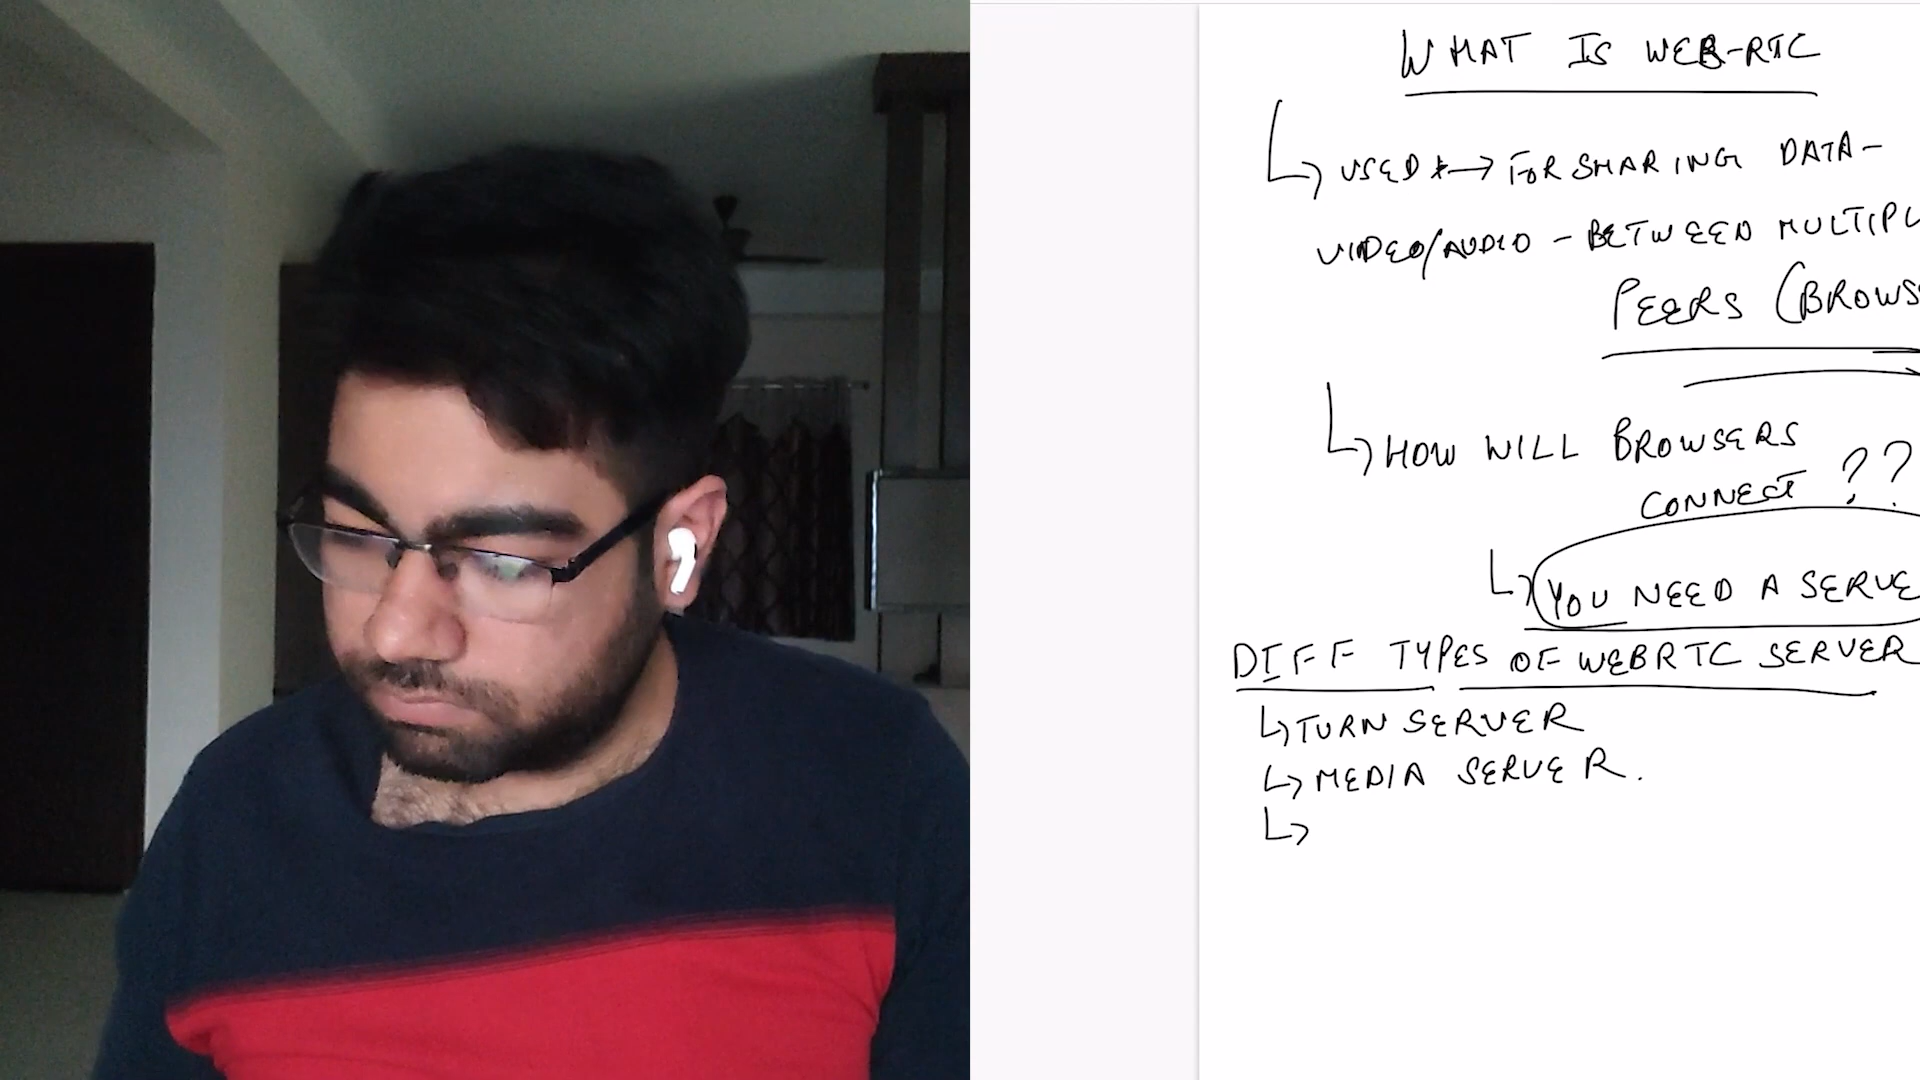 WHAT IS WEB-RTC
USED → FOR SHARING DATA-
VIDEO/AUDIO - BETWEEN MULTIPL
PEERS (BROWS
HOW WILL BROWSERS
CONNECT ??
YOU NEED A SERVE
DIFF TYPES OF WEBRTC SERVER
TURN SERVER
MEDIA SERVER.